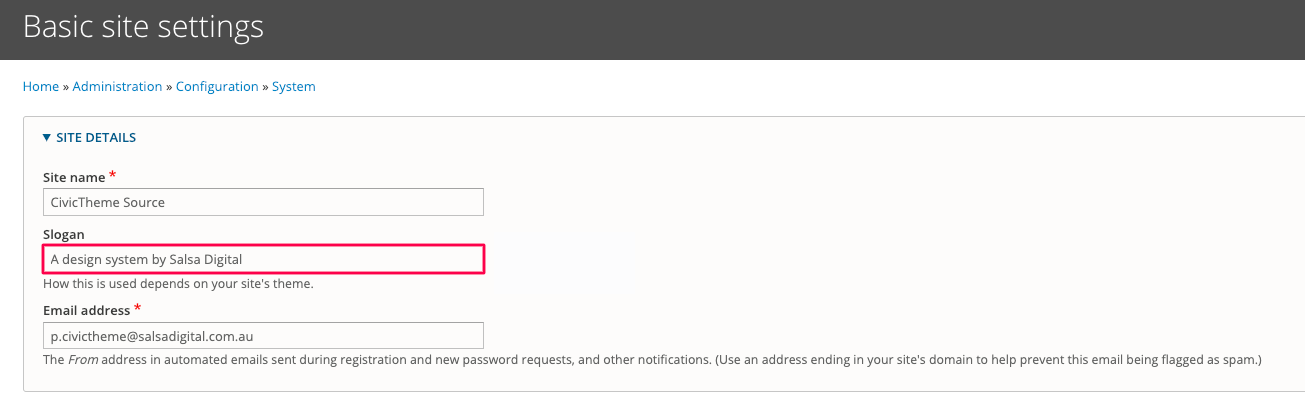 Basic site settings
Home » Administration » Configuration » System
▼ SITE DETAILS
Site name *
CivicTheme Source
Slogan
A design system by Salsa Digital
How this is used depends on your site's theme.
Email address *
p.civictheme@salsadigital.com.au
The From address in automated emails sent during registration and new password requests, and other notifications. (Use an address ending in your site's domain to help prevent this email being flagged as spam.)